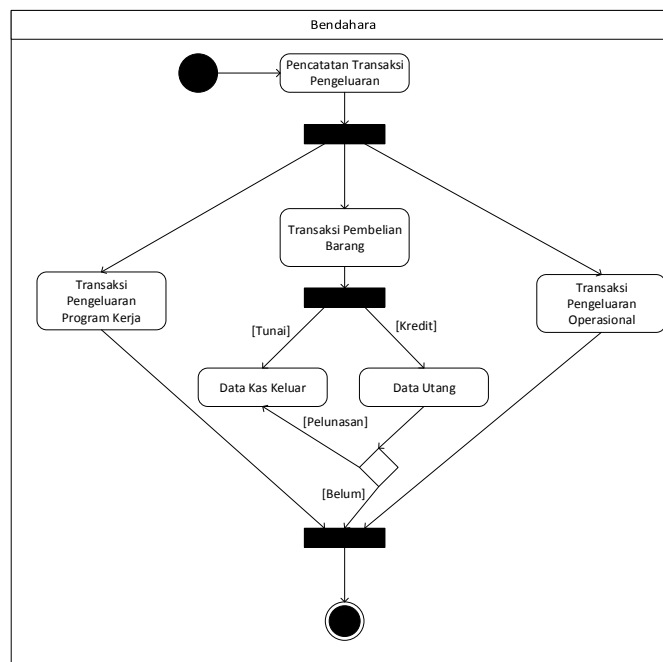 Bendahara
Pencatatan Transaksi
Pengeluaran
Transaksi Pembelian
Barang
Transaksi
Pengeluaran
Program Kerja
Transaksi
Pengeluaran
Operasional
[Tunai]
[Kredit]
Data Kas Keluar
Data Utang
[Pelunasan]
[Belum]